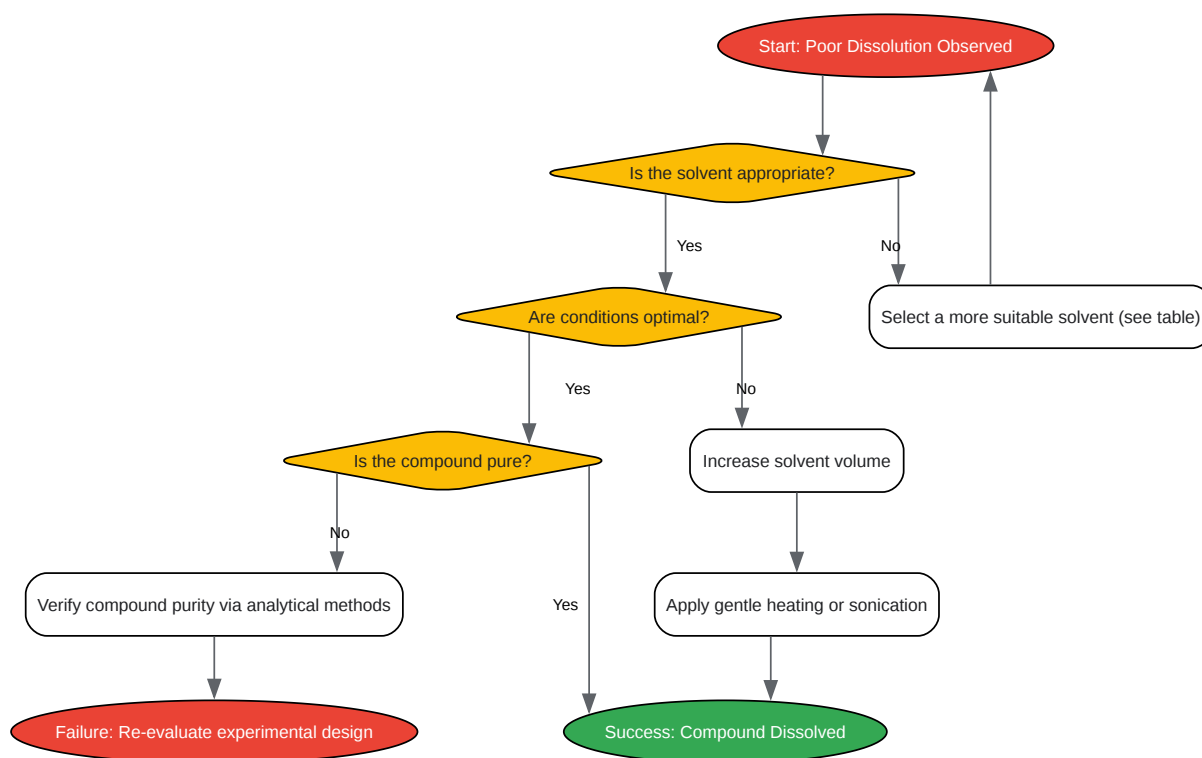 Start: Poor Dissolution Observed
Is the solvent appropriate?
Yes
No
Are conditions optimal?
Select a more suitable solvent (see table)
Yes
No
Is the compound pure?
Increase solvent volume
No
Verify compound purity via analytical methods
Yes
Apply gentle heating or sonication
Failure: Re-evaluate experimental design
Success: Compound Dissolved